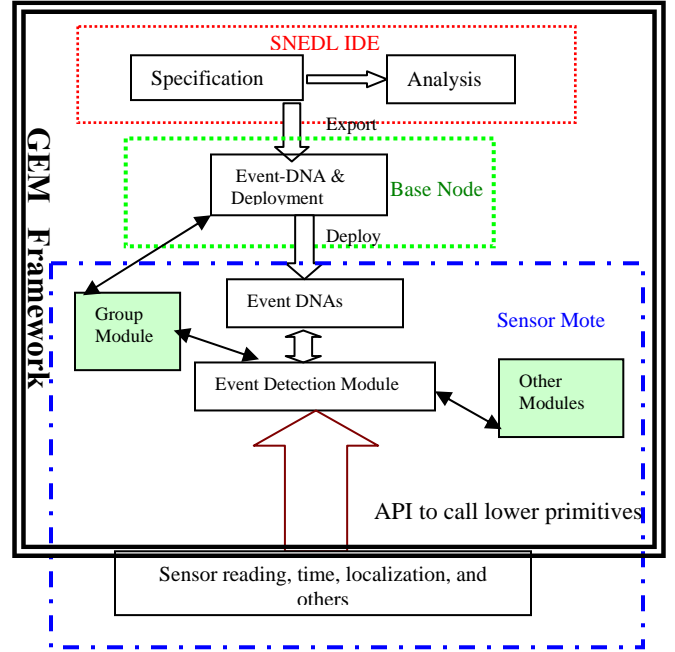 SNEDL IDE
Specification
Analysis
Export
GEM Framework
Event-DNA &
Deployment
Base Node
Deploy
Event DNAs
Group
Module
Sensor Mote
Event Detection Module
Other
Modules
API to call lower primitives
Sensor reading, time, localization, and
others